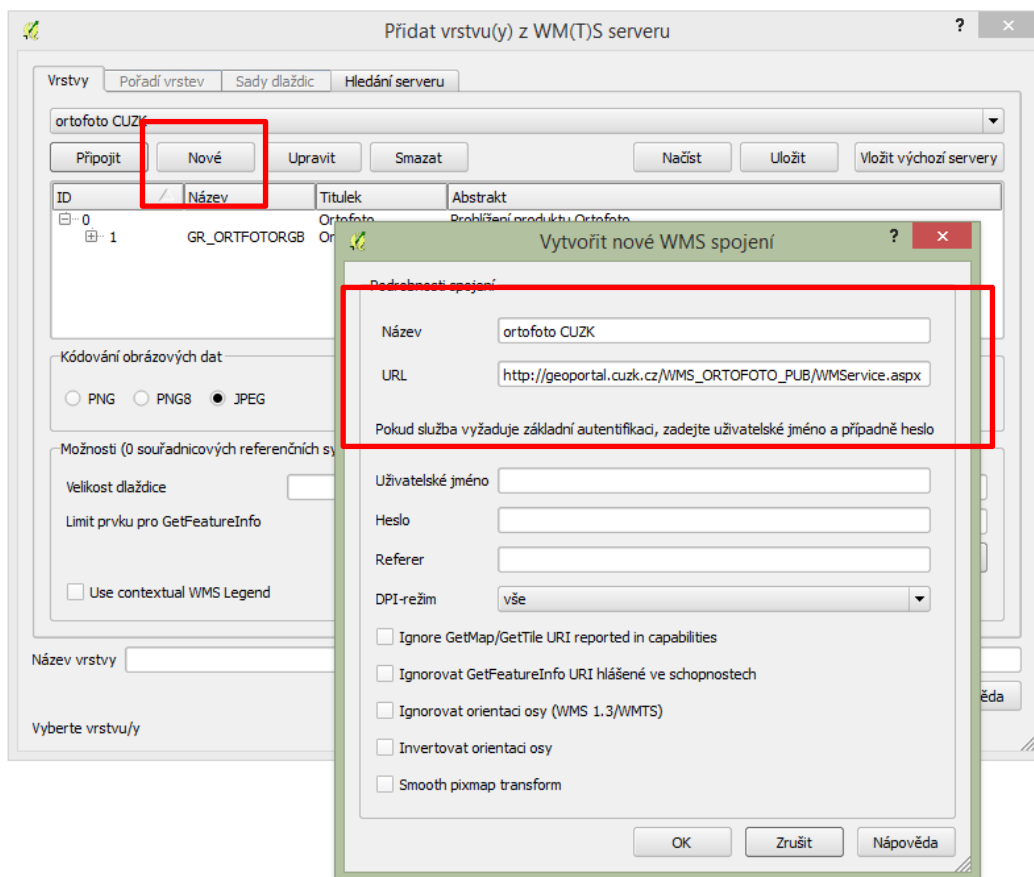 Přidat vrstvu(y) z WM(T)S serveru
Vrstvy Pořadí vrstev Sady dlaždic Hledání serveru
ortofoto CUZK
Připojit Nové Upravit Smazat Načíst Uložit Vložit výchozí servery
ID Název Titulek Abstrakt
0 Ortofoto Prohlížení produktu Ortofoto
1 GR_ORTFOTORGB
Kódování obrázových dat
PNG PNG8 JPEG
Možnosti (0 souřadnicových referenčních
Velikost dlaždice
Limit prvku pro GetFeatureInfo
Use contextual WMS Legend
Název vrstvy
Vyberte vrstvu/y
Vytvořit nové WMS spojení
Podrobnosti spojení
Název ortofoto CUZK
URL http://geoportal.cuzk.cz/WMS_ORTOFOTO_PUB/WMService.aspx
Pokud služba vyžaduje základní autentifikaci, zadejte uživatelské jméno a případně heslo
Uživatelské jméno
Heslo
Referer
DPI-režim vše
Ignore GetMap/GetTile URI reported in capabilities
Ignorovat GetFeatureInfo URI hlášené ve schopnostech
Ignorovat orientaci osy (WMS 1.3/WMTS)
Invertovat orientaci osy
Smooth pixmap transform
OK Zrušit Nápověda